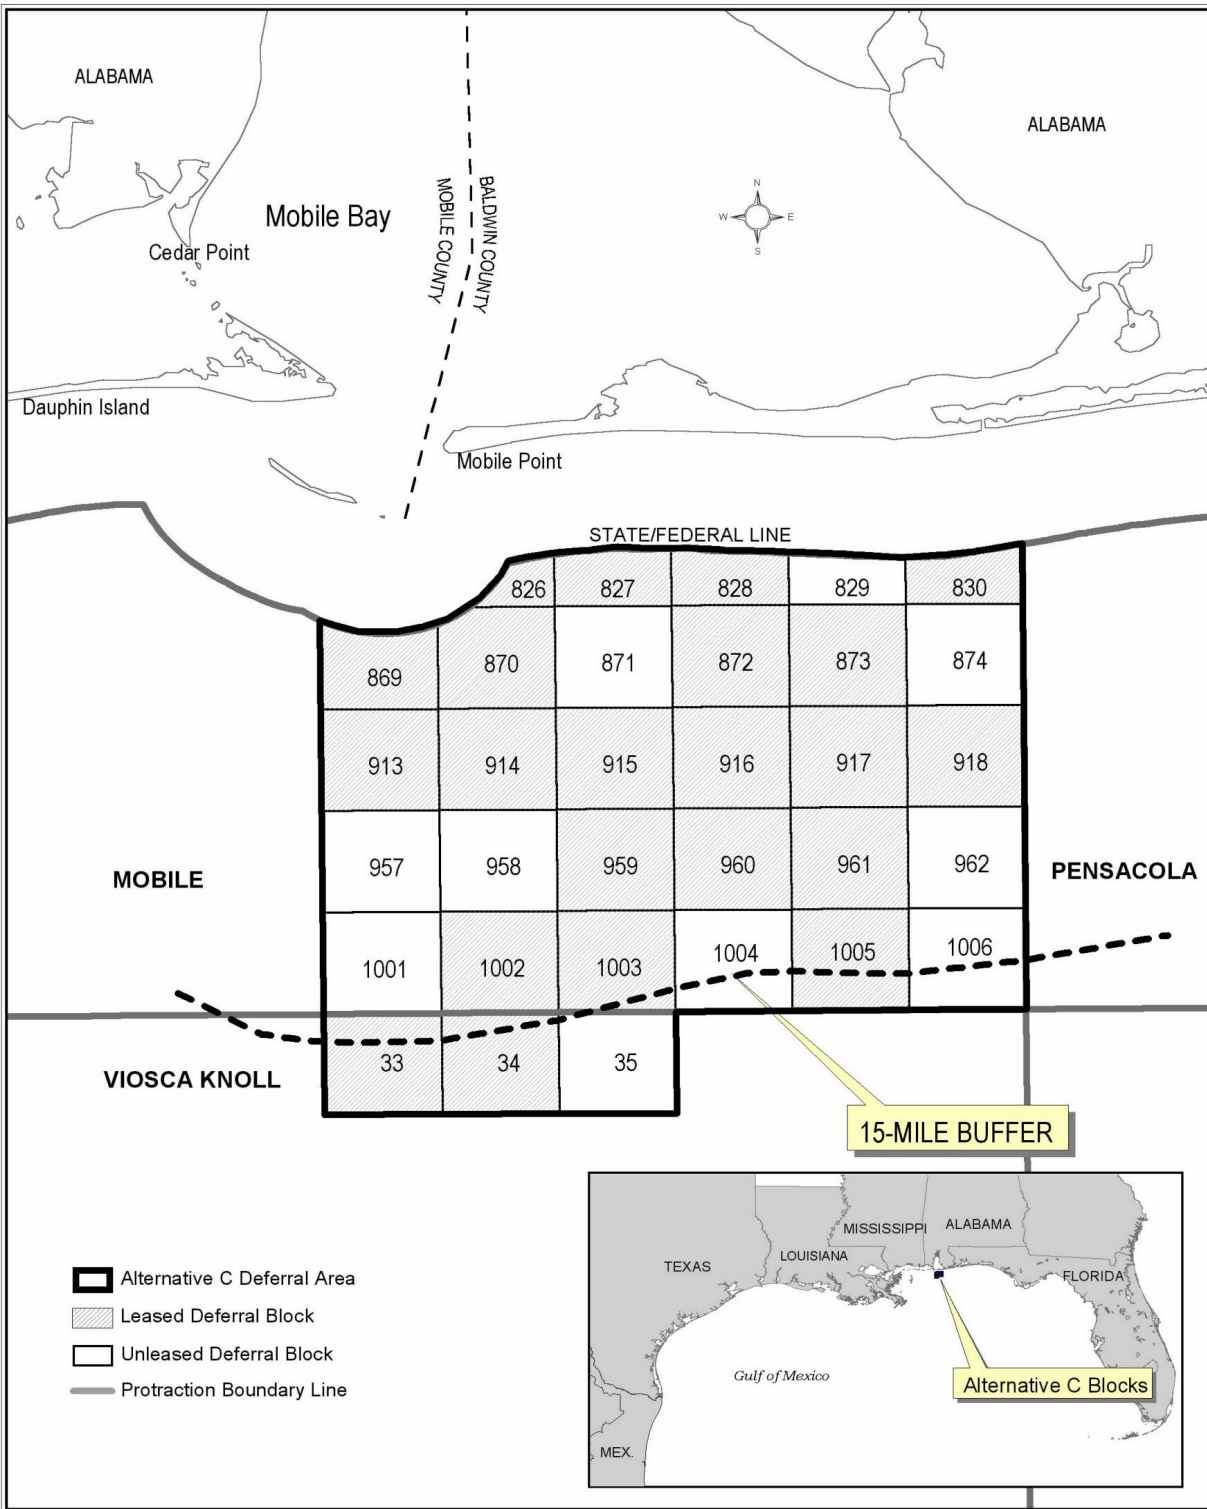 ALABAMA
ALABAMA
Mobile Bay
MOBILE COUNTY
BALDWIN COUNTY
N
W
E
S
Cedar Point
Dauphin Island
Mobile Point
STATE/FEDERAL LINE
826 827 828 829 830
869 870 871 872 873 874
913 914 915 916 917 918
957 958 959 960 961 962
MOBILE
PENSACOLA
1001 1002 1003 1004 1005 1006
33 34 35
VIOSCA KNOLL
15-MILE BUFFER
Alternative C Deferral Area
Leased Deferral Block
Unleased Deferral Block
Protraction Boundary Line
TEXAS
LOUISIANA
MISSISSIPPI
ALABAMA
FLORIDA
Gulf of Mexico
Alternative C Blocks
MEX.